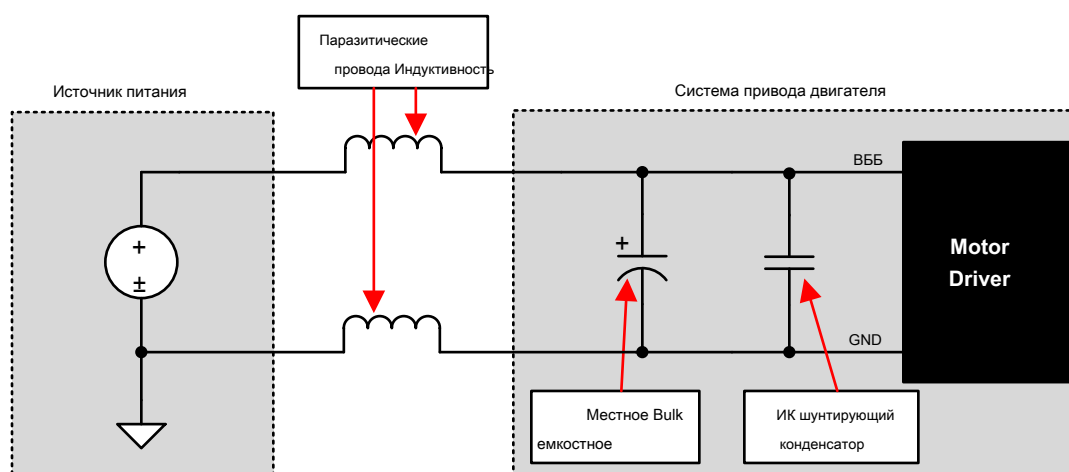 Паразитические
провода Индуктивность
Источник питания
Система привода двигателя
ВББ
+
+
±
Motor
Driver
GND
Местное Bulk
емкостное
ИК шунтирующий
конденсатор